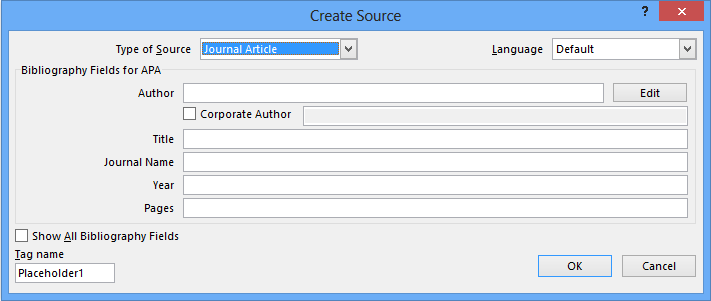 Create Source
Type of Source Journal Article Language Default
Bibliography Fields for APA
Author Edit
Corporate Author
Title
Journal Name
Year
Pages
Show All Bibliography Fields
Tag name
Placeholder1 OK Cancel